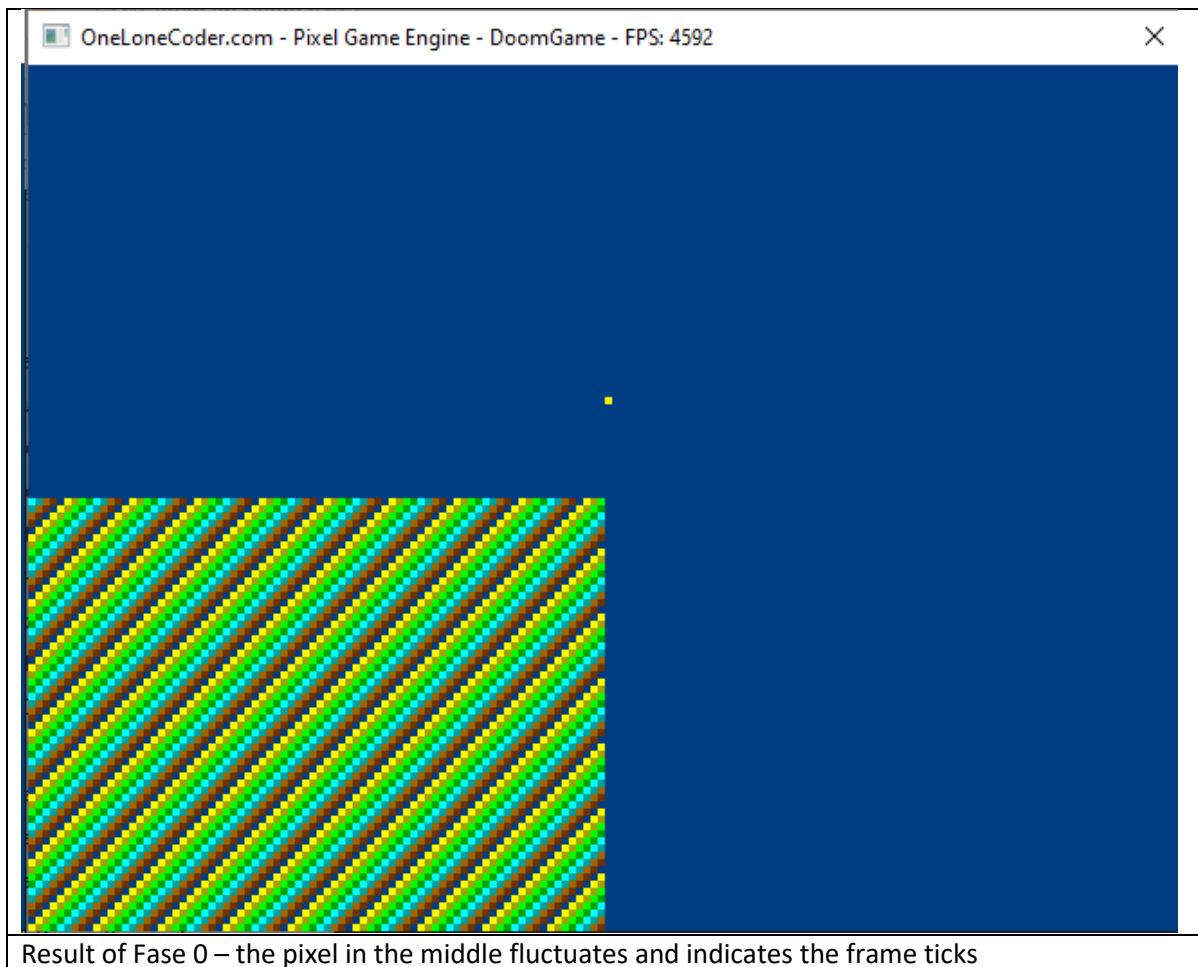 OneLoneCoder.com - Pixel Game Engine - DoomGame - FPS: 4592
Result of Fase 0 – the pixel in the middle fluctuates and indicates the frame ticks